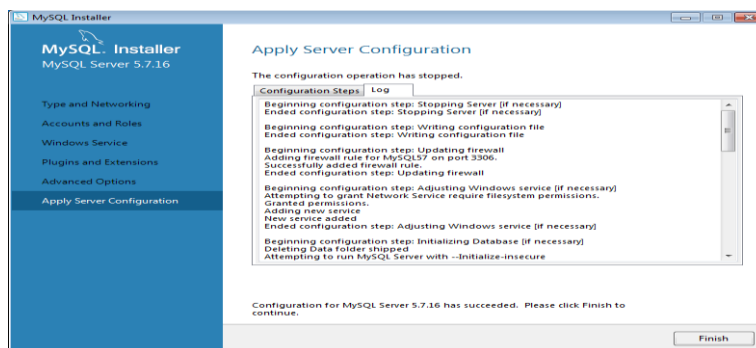 MySQL Installer
MySQL. Installer
MySQL Server 5.7.16
Type and Networking
Accounts and Roles
Windows Service
Plugins and Extensions
Advanced Options
Apply Server Configuration
Apply Server Configuration
The configuration operation has stopped.
Configuration Steps Log
Beginning configuration step: Stopping Server [if necessary]
Ended configuration step: Stopping Server [if necessary]
Beginning configuration step: Writing configuration file
Ended configuration step: Writing configuration file
Beginning configuration step: Updating firewall
Adding firewall rule for MySQL57 on port 3306.
Successfully added firewall rule.
Ended configuration step: Updating firewall
Beginning configuration step: Adjusting Windows service [if necessary]
Attempting to grant Network Service require filesystem permissions.
Granted permissions.
Adding new service
New service added
Ended configuration step: Adjusting Windows service [if necessary]
Beginning configuration step: Initializing Database [if necessary]
Deleting Data folder shipped
Attempting to run MySQL Server with --Initialize-insecure
Configuration for MySQL Server 5.7.16 has succeeded. Please click Finish to
continue.
Finish